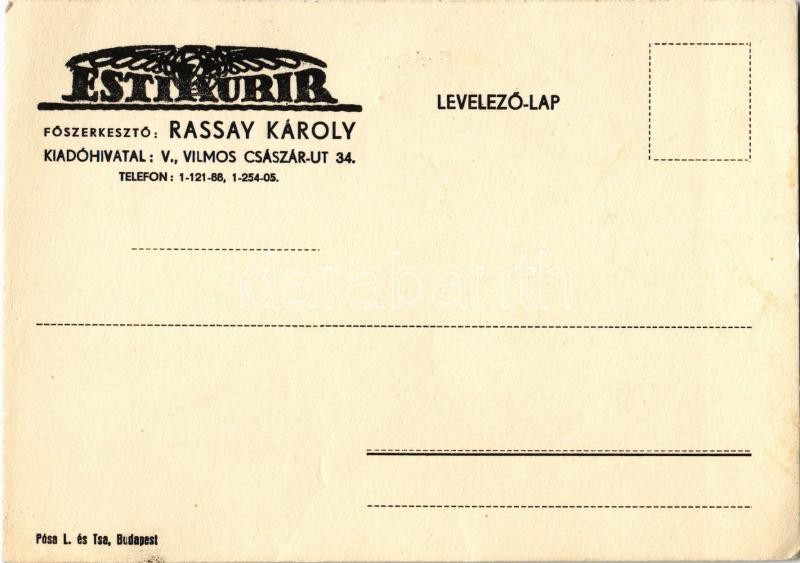 ESTI KURIR
FŐSZERKESZTŐ: RASSAY KÁROLY
KIADÓHIVATAL: V., VILMOS CSÁSZÁR-UT 34.
TELEFON: 1-121-88, 1-254-05.
LEVELEZŐ-LAP
darabanth
Pósa L. és Tsa, Budapest